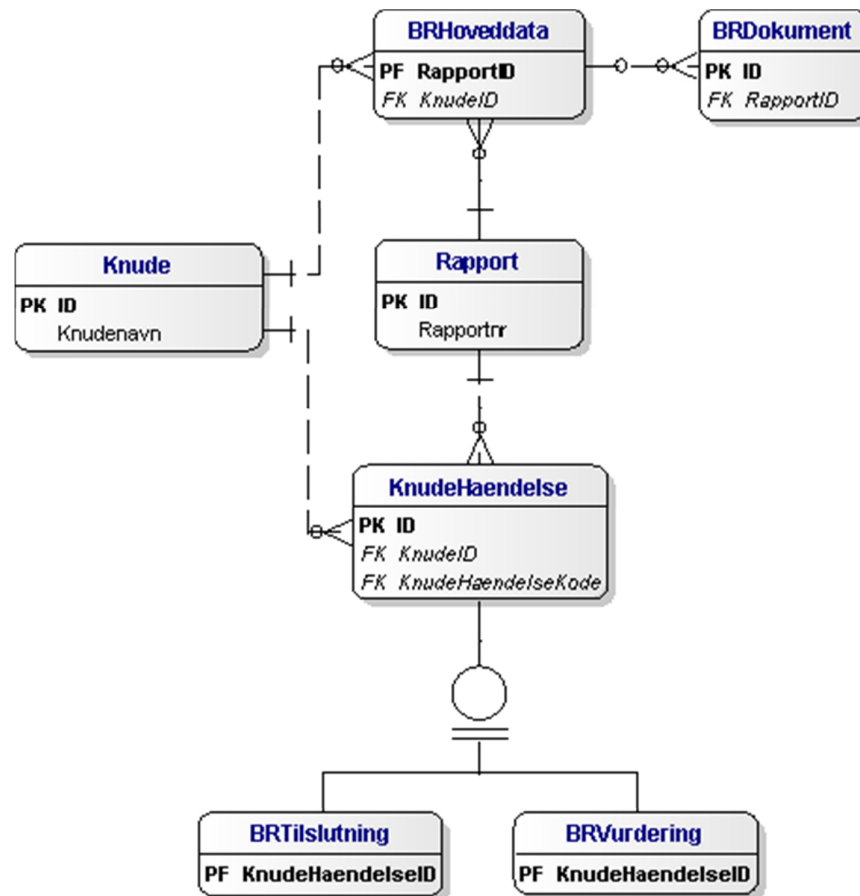 BRHoveddata
PF RapportID
FK KnudeID
BRDokument
PK ID
FK RapportID
Knude
PK ID
Knudenavn
Rapport
PK ID
Rapportnr
KnudeHaendelse
PK ID
FK KnudeID
FK KnudeHaendelseKode
BRTilslutning
PF KnudeHaendelseID
BRVurdering
PF KnudeHaendelseID